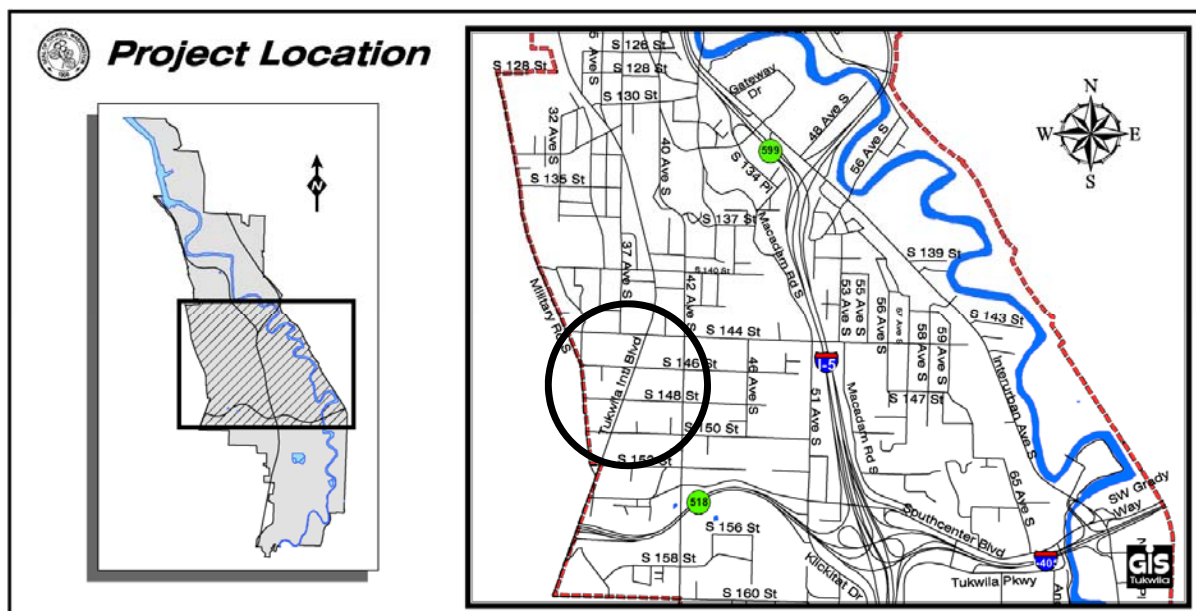 Project Location
N
S 126 St
S 128 St
S 128 St
S 130 St
Gateway
Dr
48 Ave S
32 Ave S
40 Ave S
599
56 Ave S
S 134 Pl
S 135 St
S 137 St
Macadam Rd S
N
W
E
S
S 139 St
37 Ave S
S 140 St
42 Ave S
Military Rd S
53 Ave S
55 Ave S
56 Ave S
57 Ave S
58 Ave S
59 Ave S
S 143 St
S 144 St
Tukwila Intl Blvd
S 146 St
46 Ave S
I-5
Interurban Ave S
S 148 St
S 147 St
51 Ave S
Macadam Rd S
S 150 St
S 152 St
65 Ave S
SW Grady
Way
518
S 156 St
Southcenter Blvd
S 158 St
Klickitat Dr
Tukwila Pkwy
S 160 St
GIS
Tukwila